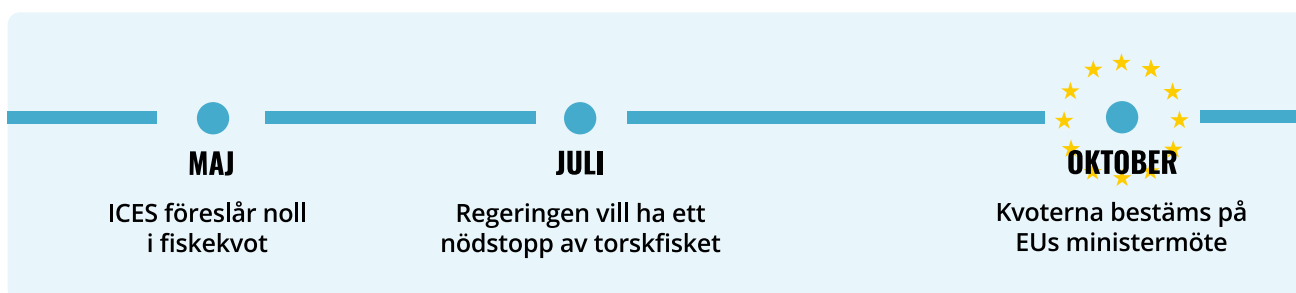 MAJ
ICES föreslår noll
i fiskekvot
JULI
Regeringen vill ha ett
nödstopp av torskfisket
OKTOBER
Kvoterna bestäms på
EUs ministermöte